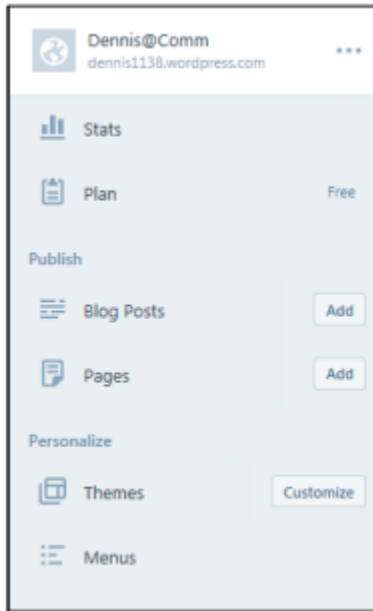 Dennis@Comm
dennis1138.wordpress.com
Stats
Plan Free
Publish
Blog Posts Add
Pages Add
Personalize
Themes Customize
Menus